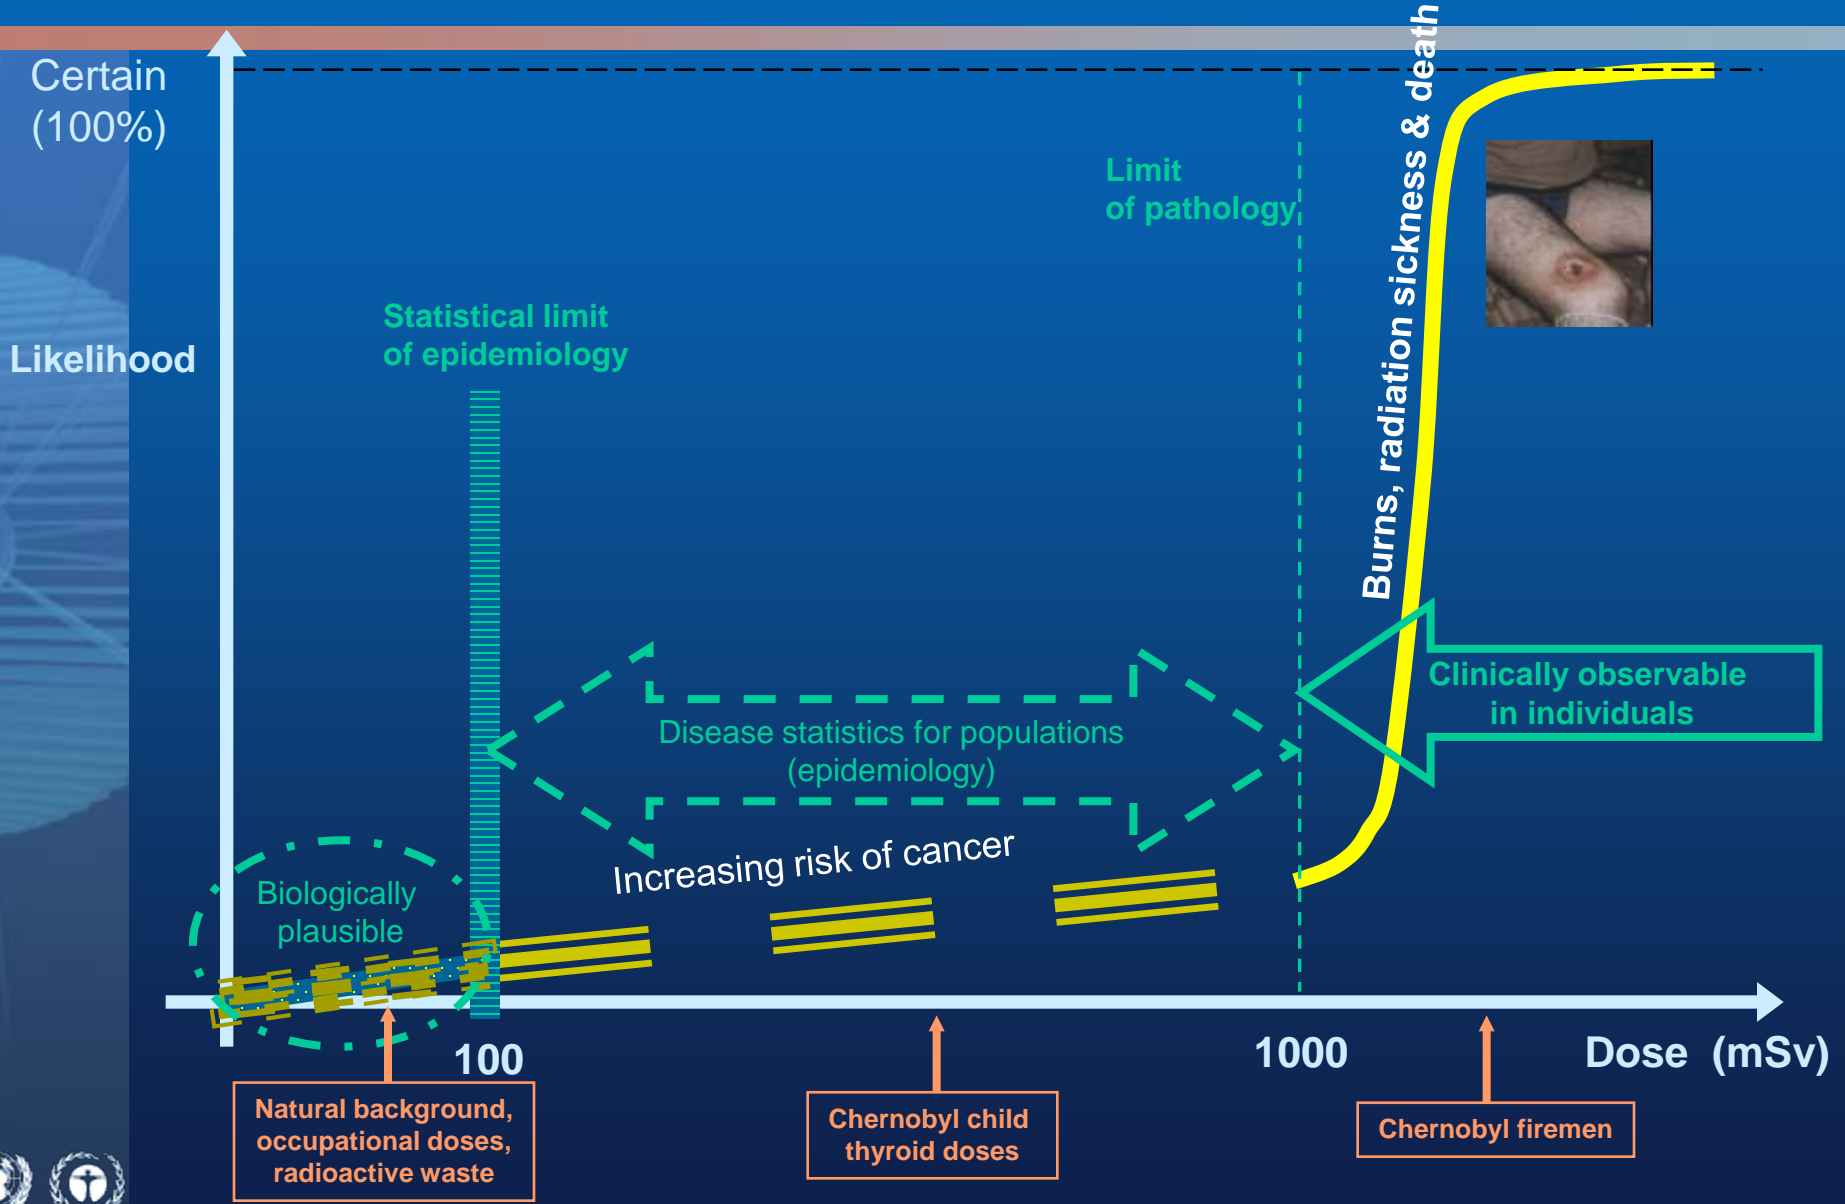 Certain
(100%)
Likelihood
Statistical limit
of epidemiology
Limit
of pathology
Burns, radiation sickness & death
Clinically observable
in individuals
Disease statistics for populations
(epidemiology)
Increasing risk of cancer
Biologically
plausible
100
1000
Dose (mSv)
Natural background,
occupational doses,
radioactive waste
Chernobyl child
thyroid doses
Chernobyl firemen